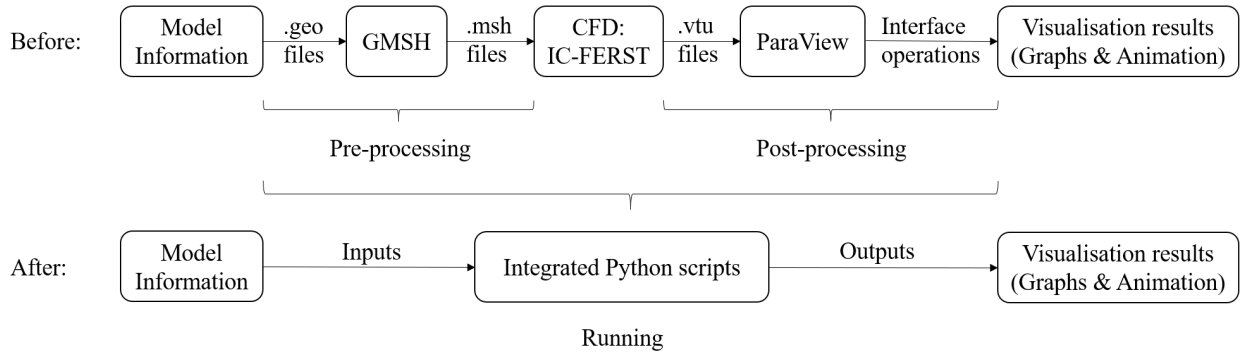 Before:
Model
Information
.geo
files
GMSH
.msh
files
CFD:
IC-FERST
.vtu
files
ParaView
Interface
operations
Visualisation results
(Graphs & Animation)
Pre-processing
Post-processing
After:
Model
Information
Inputs
Integrated Python scripts
Outputs
Visualisation results
(Graphs & Animation)
Running